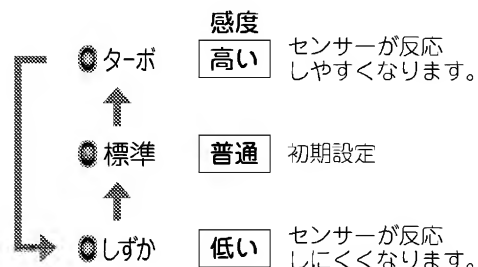 感度
ターボ 高い センサーが反応
しやすくなります。
標準 普通 初期設定
しずか 低い センサーが反応
しにくくなります。